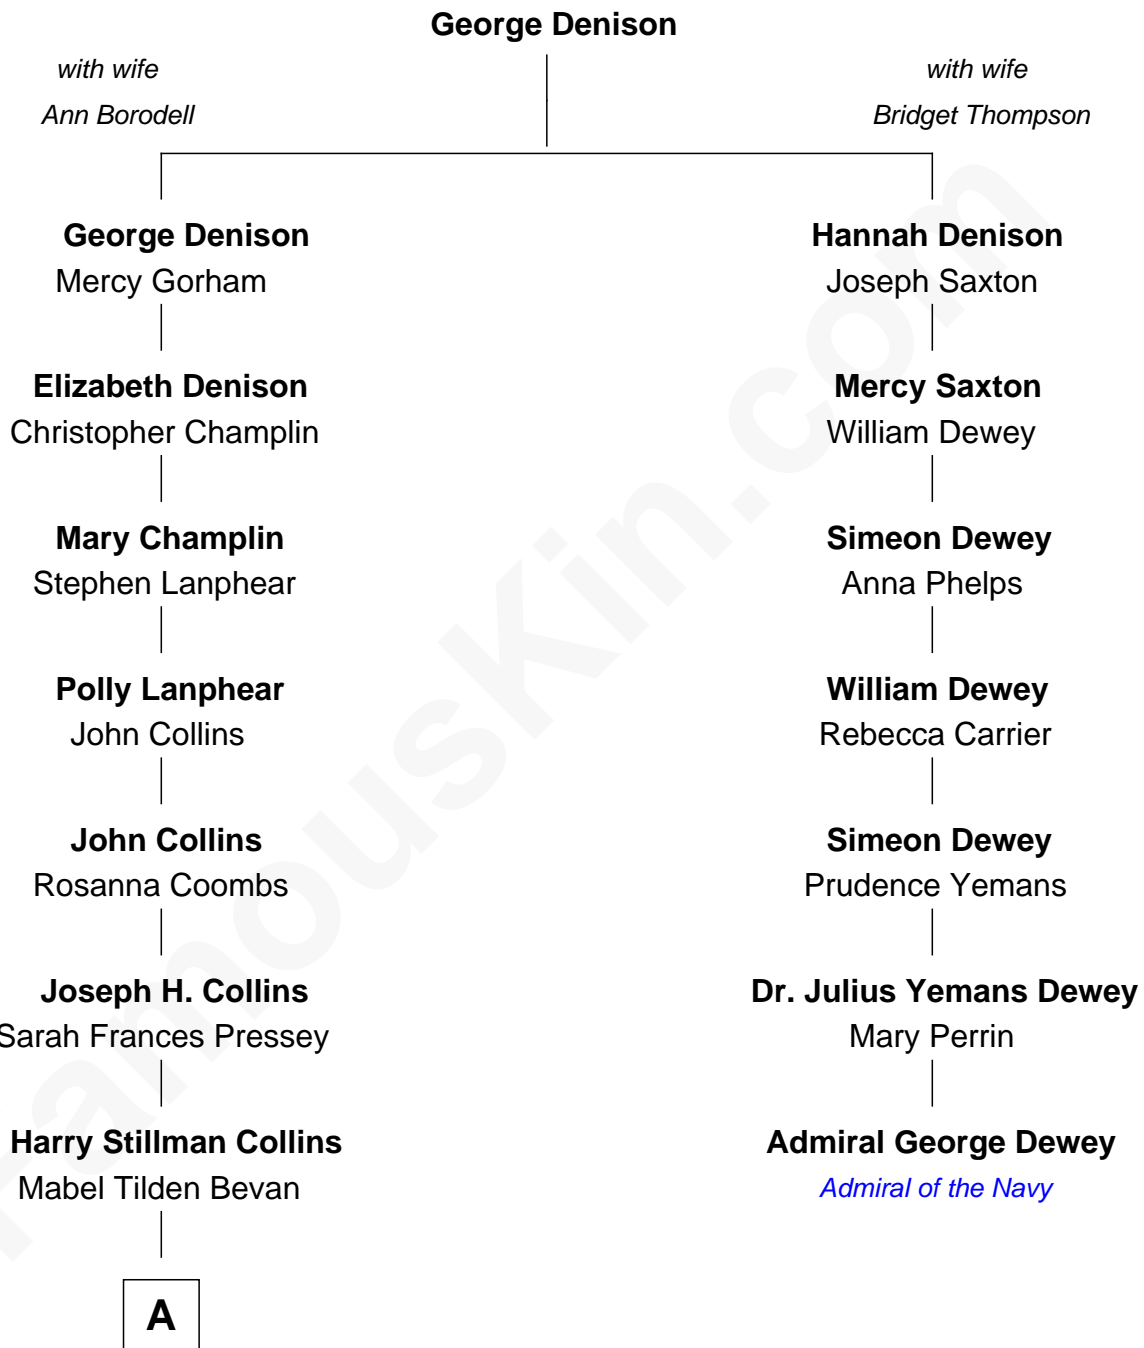 George Denison
with wife
Ann Borodell
with wife
Bridget Thompson
George Denison
Mercy Gorham
Hannah Denison
Joseph Saxton
Elizabeth Denison
Christopher Champlin
Mercy Saxton
William Dewey
Mary Champlin
Stephen Lanphear
Simeon Dewey
Anna Phelps
Polly Lanphear
John Collins
William Dewey
Rebecca Carrier
John Collins
Rosanna Coombs
Simeon Dewey
Prudence Yemans
Joseph H. Collins
Sarah Frances Pressey
Dr. Julius Yemans Dewey
Mary Perrin
Harry Stillman Collins
Mabel Tilden Bevan
Admiral George Dewey
Admiral of the Navy
A
FamousKin.com